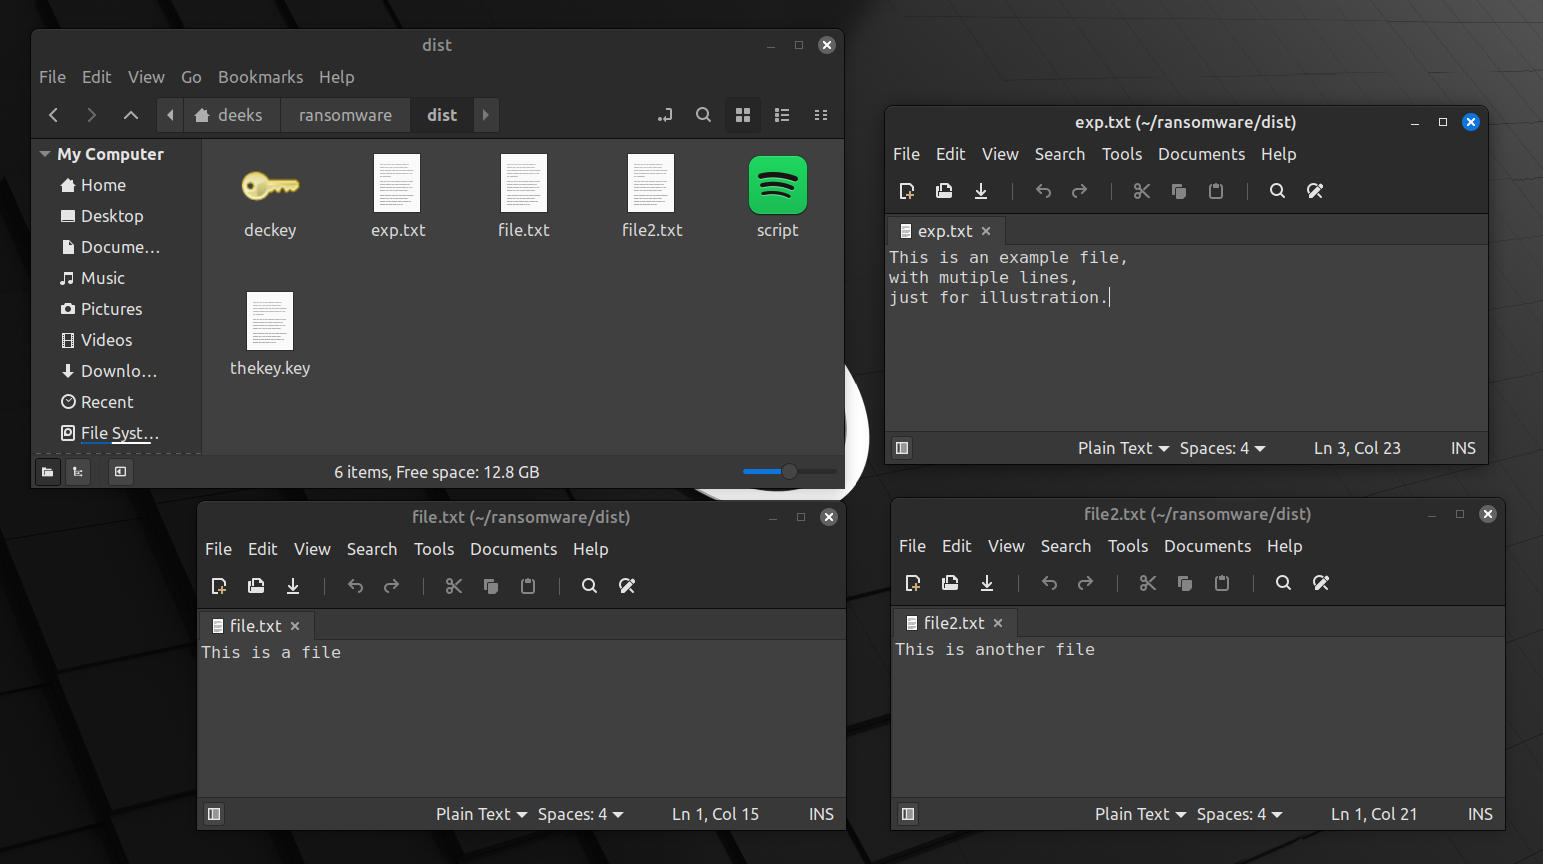 dist
File Edit View Go Bookmarks Help
deeks ransomware dist
My Computer
Home
Desktop
Docume...
Music
Pictures
Videos
Downlo...
Recent
File Syst...
deckey exp.txt file.txt file2.txt script
thekey.key
6 items, Free space: 12.8 GB
exp.txt (~/ransomware/dist)
File Edit View Search Tools Documents Help
exp.txt
This is an example file,
with mutiple lines,
just for illustration.
Plain Text Spaces: 4 Ln 3, Col 23 INS
file.txt (~/ransomware/dist)
File Edit View Search Tools Documents Help
file.txt
This is a file
Plain Text Spaces: 4 Ln 1, Col 15 INS
file2.txt (~/ransomware/dist)
File Edit View Search Tools Documents Help
file2.txt
This is another file
Plain Text Spaces: 4 Ln 1, Col 21 INS